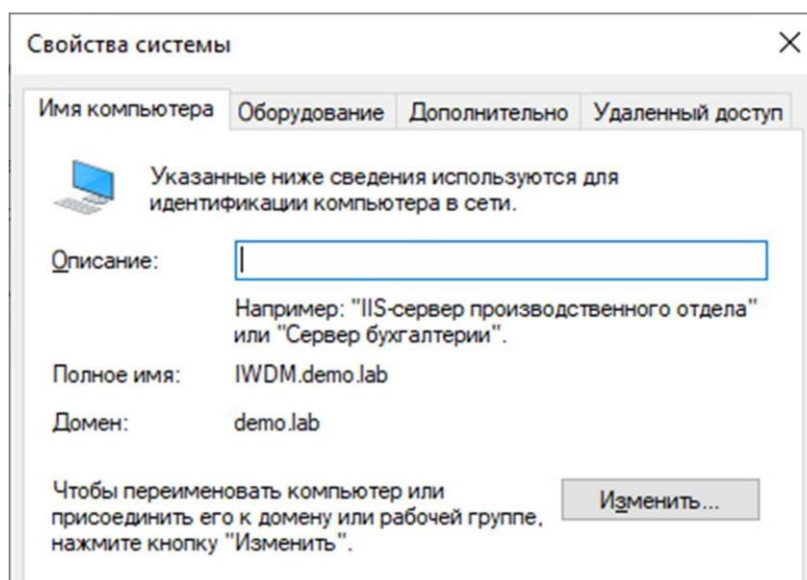 Свойства системы
Имя компьютера Оборудование Дополнительно Удаленный доступ
Указанные ниже сведения используются для
идентификации компьютера в сети.
Описание:
Например: "IIS-сервер производственного отдела"
или "Сервер бухгалтерии".
Полное имя: IWDM.demo.lab
Домен: demo.lab
Чтобы переименовать компьютер или
присоединить его к домену или рабочей группе,
нажмите кнопку "Изменить".
Изменить...